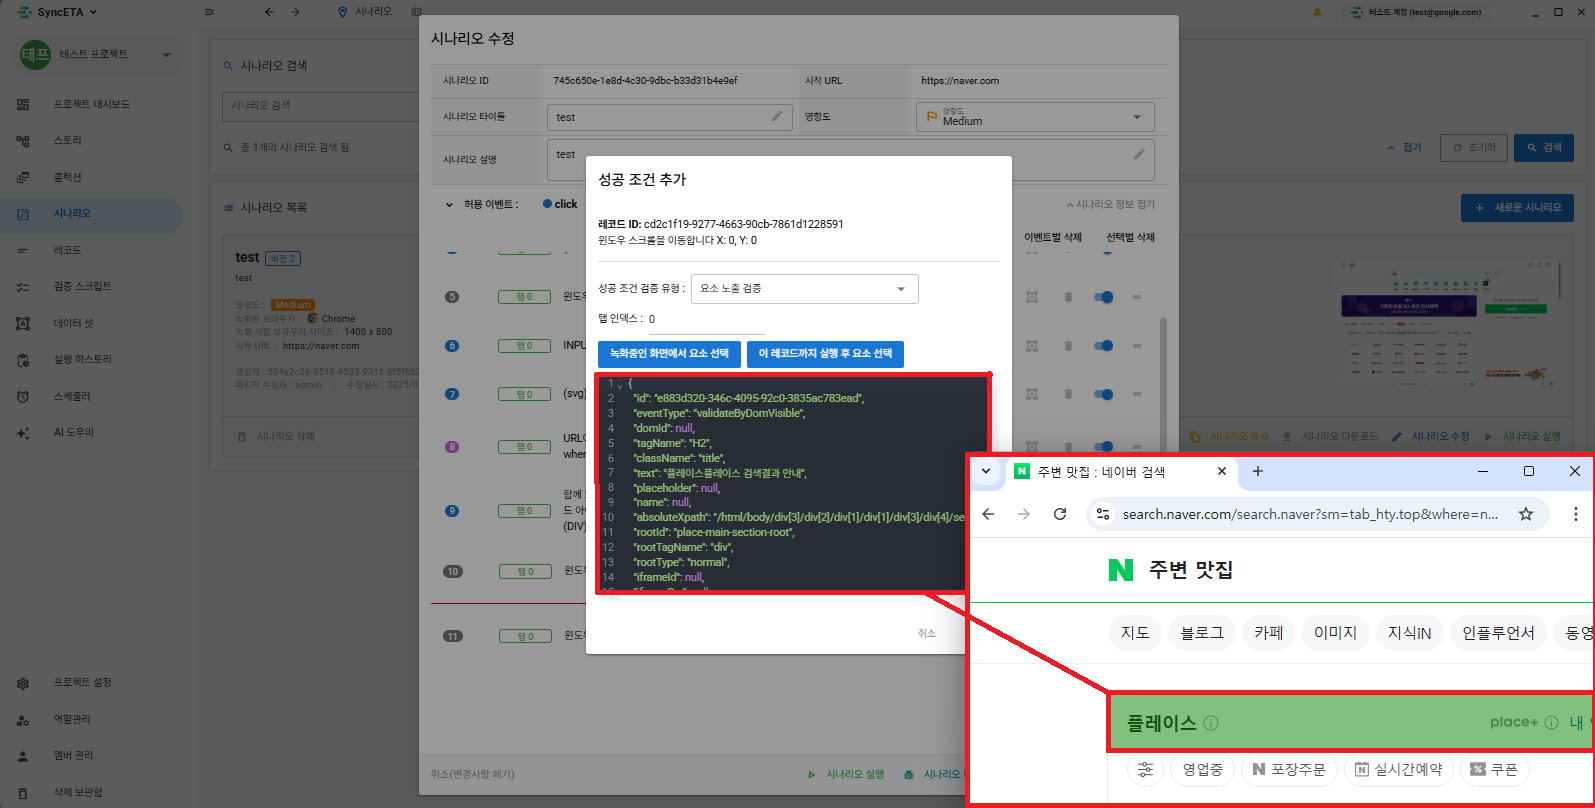 SyncETA
시나리오
테스트 계정 (test@google.com)
테프
테스트 프로젝트
프로젝트 대시보드
스토리
콜렉션
시나리오
레코드
검증 스크립트
데이터 셋
실행 히스토리
스케줄러
AI 도우미
프로젝트 설정
역할관리
멤버 관리
삭제 보관함
시나리오 검색
시나리오 검색
총 1개의 시나리오 검색 됨
접기
초기화
검색
시나리오 목록
+ 새로운 시나리오
test
버전 2
test
영향도 : Medium
녹화한 브라우저 : Chrome
녹화 시점 브라우저 사이즈 : 1400 x 800
시작 URL : https://naver.com
생성자 : 534e2c26-9518-4533-9316-6f5f662
마지막 수정자 : admin | 수정일시 : 2025/0
시나리오 삭제
시나리오 복사
시나리오 다운로드
시나리오 수정
시나리오 실행
시나리오 수정
시나리오 ID
745c650e-1e8d-4c30-9dbc-b33d31b4e9ef
시작 URL
https://naver.com
시나리오 타이틀
test
영향도
영향도
Medium
시나리오 설명
test
허용 이벤트 :
click
시나리오 정보 접기
이벤트별 삭제
선택별 삭제
5
탭 0
윈도우
6
탭 0
INPU
7
탭 0
(svg)
8
탭 0
URL이
wher
9
탭 0
함께
드 아
(DIV)
10
탭 0
윈도우
11
탭 0
윈도우
취소(변경사항 폐기)
시나리오 실행
시나리오
성공 조건 추가
레코드 ID: cd2c1f19-9277-4663-90cb-7861d1228591
윈도우 스크롤을 이동합니다 X: 0, Y: 0
성공 조건 검증 유형 :
요소 노출 검증
탭 인덱스 : 0
녹화중인 화면에서 요소 선택
이 레코드까지 실행 후 요소 선택
1 {
2 "id": "e883d320-346c-4095-92c0-3835ac783ead",
3 "eventType": "validateByDomVisible",
4 "domId": null,
5 "tagName": "H2",
6 "className": "title",
7 "text": "플레이스플레이스 검색결과 안내",
8 "placeholder": null,
9 "name": null,
10 "absoluteXpath": "/html/body/div[3]/div[2]/div[1]/div[1]/div[3]/div[4]/se
11 "rootId": "place-main-section-root",
12 "rootTagName": "div",
13 "rootType": "normal",
14 "iframeId": null,
취소
주변 맛집 : 네이버 검색
search.naver.com/search.naver?sm=tab_hty.top&where=n...
N 주변 맛집
지도
블로그
카페
이미지
지식iN
인플루언서
동영
플레이스
place+
내
영업중
N 포장주문
N 실시간예약
쿠폰